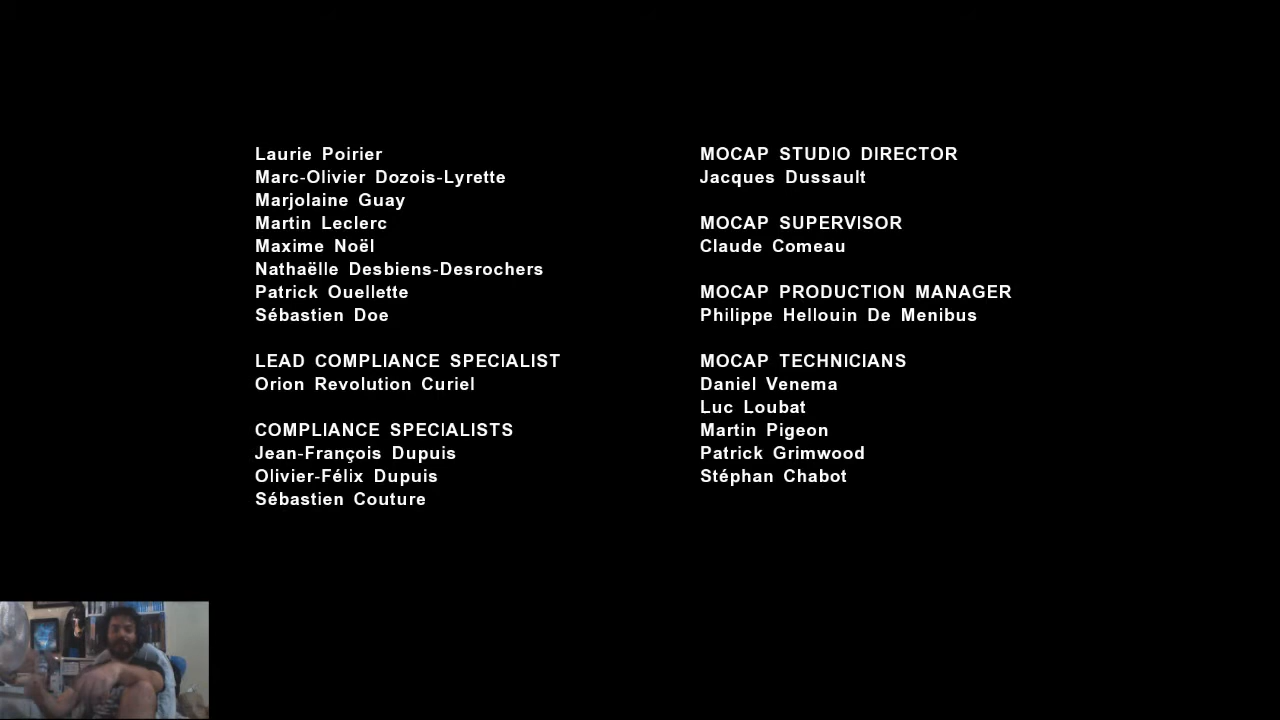 Laurie Poirier
Marc-Olivier Dozois-Lyrette
Marjolaine Guay
Martin Leclerc
Maxime Noël
Nathaëlle Desbiens-Desrochers
Patrick Ouellette
Sébastien Doe
LEAD COMPLIANCE SPECIALIST
Orion Revolution Curiel
COMPLIANCE SPECIALISTS
Jean-François Dupuis
Olivier-Félix Dupuis
Sébastien Couture
MOCAP STUDIO DIRECTOR
Jacques Dussault
MOCAP SUPERVISOR
Claude Comeau
MOCAP PRODUCTION MANAGER
Philippe Hellouin De Menibus
MOCAP TECHNICIANS
Daniel Venema
Luc Loubat
Martin Pigeon
Patrick Grimwood
Stéphan Chabot